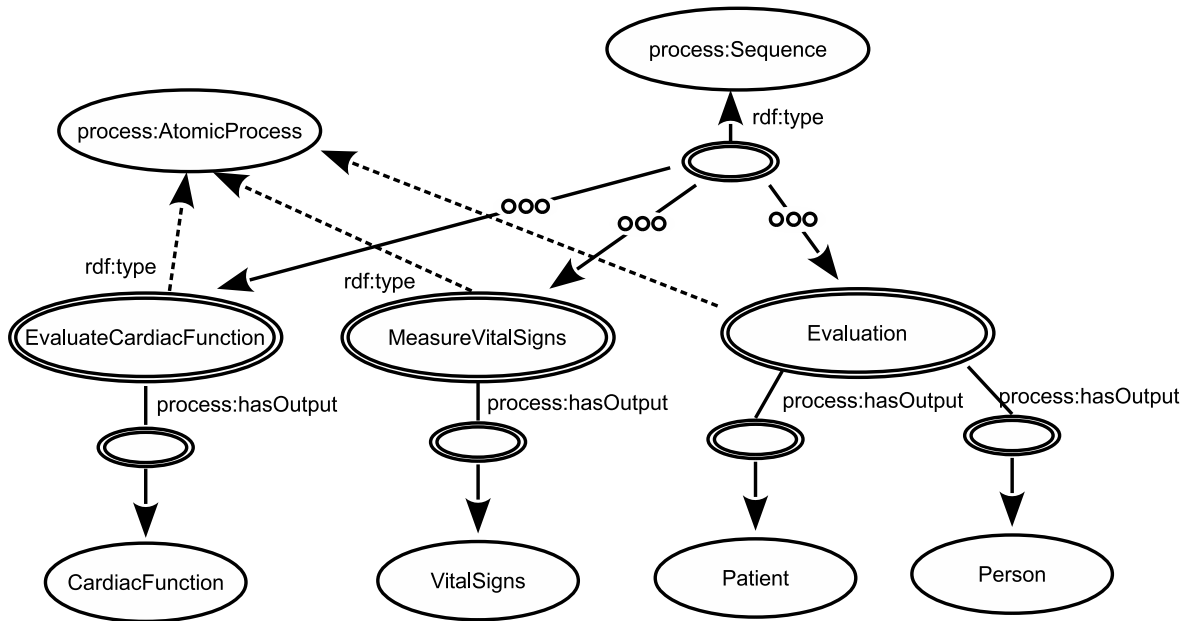 process:Sequence
process:AtomicProcess
rdf:type
rdf:type
rdf:type
EvaluateCardiacFunction
MeasureVitalSigns
Evaluation
process:hasOutput
process:hasOutput
process:hasOutput
process:hasOutput
CardiacFunction
VitalSigns
Patient
Person